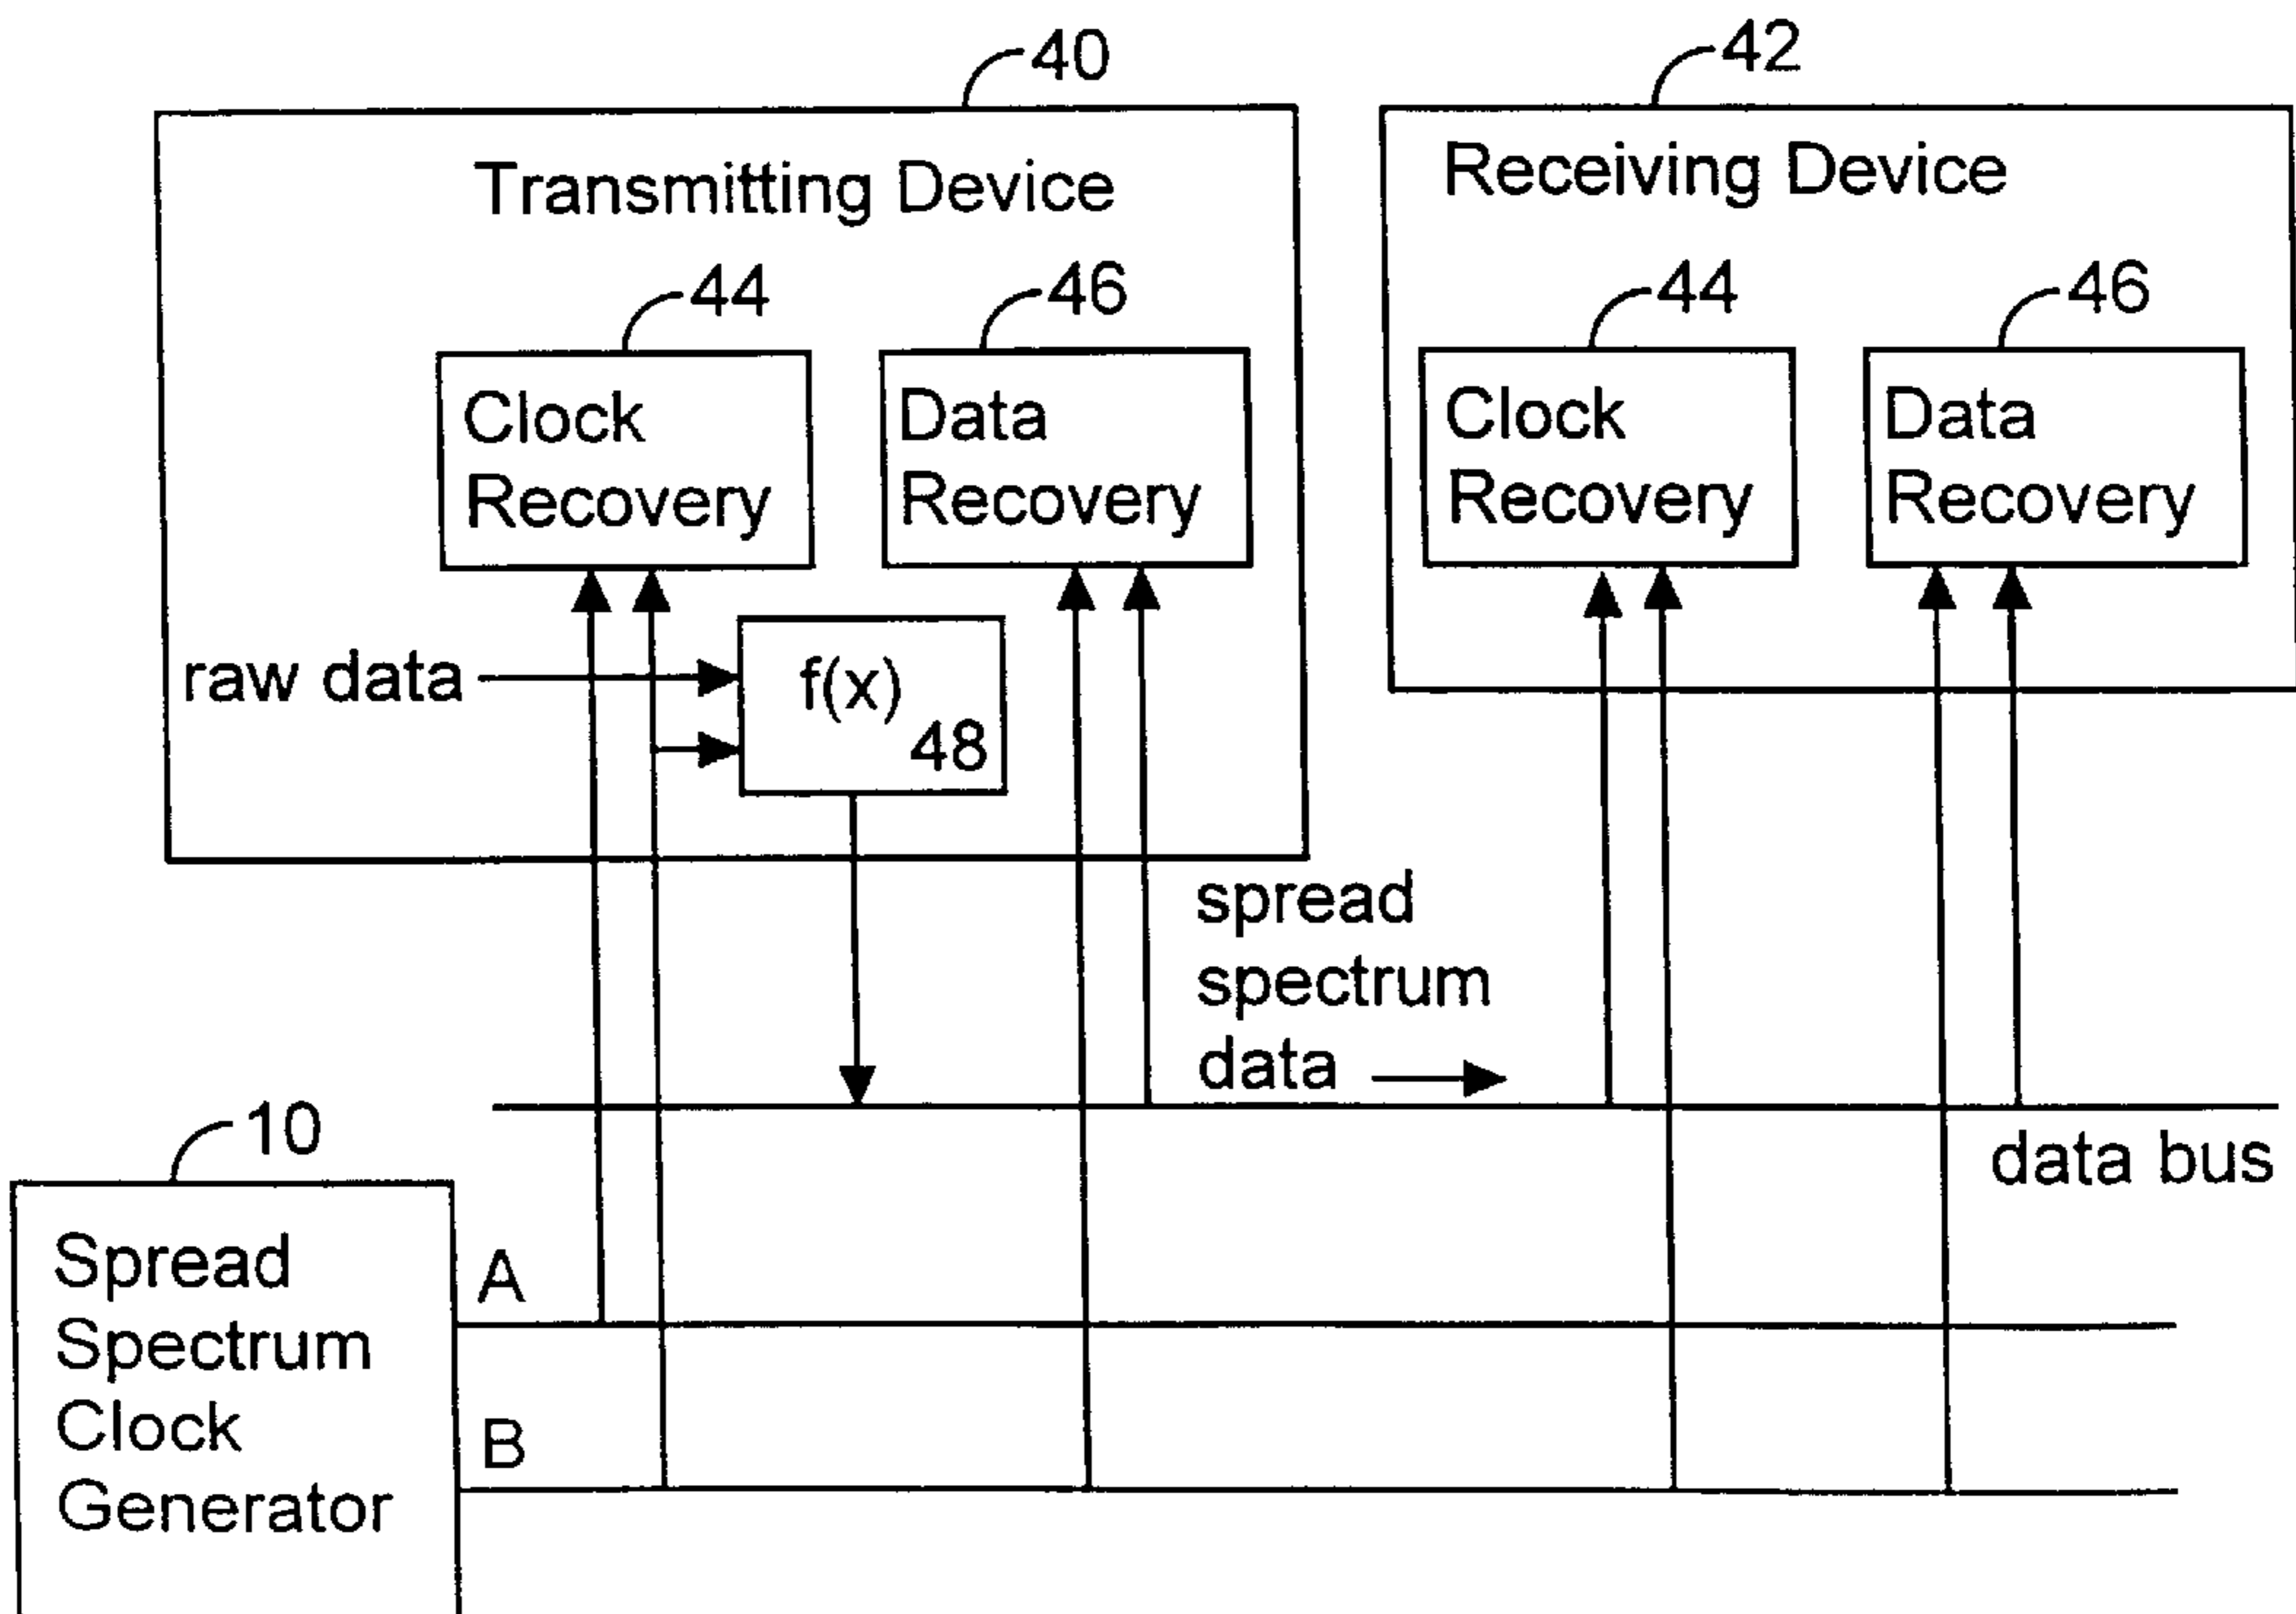 40
42
Transmitting Device
Receiving Device
44
46
44
46
Clock
Recovery
Data
Recovery
Clock
Recovery
Data
Recovery
raw data
f(x)
48
spread
spectrum
data
data bus
10
Spread
Spectrum
Clock
Generator
A
B